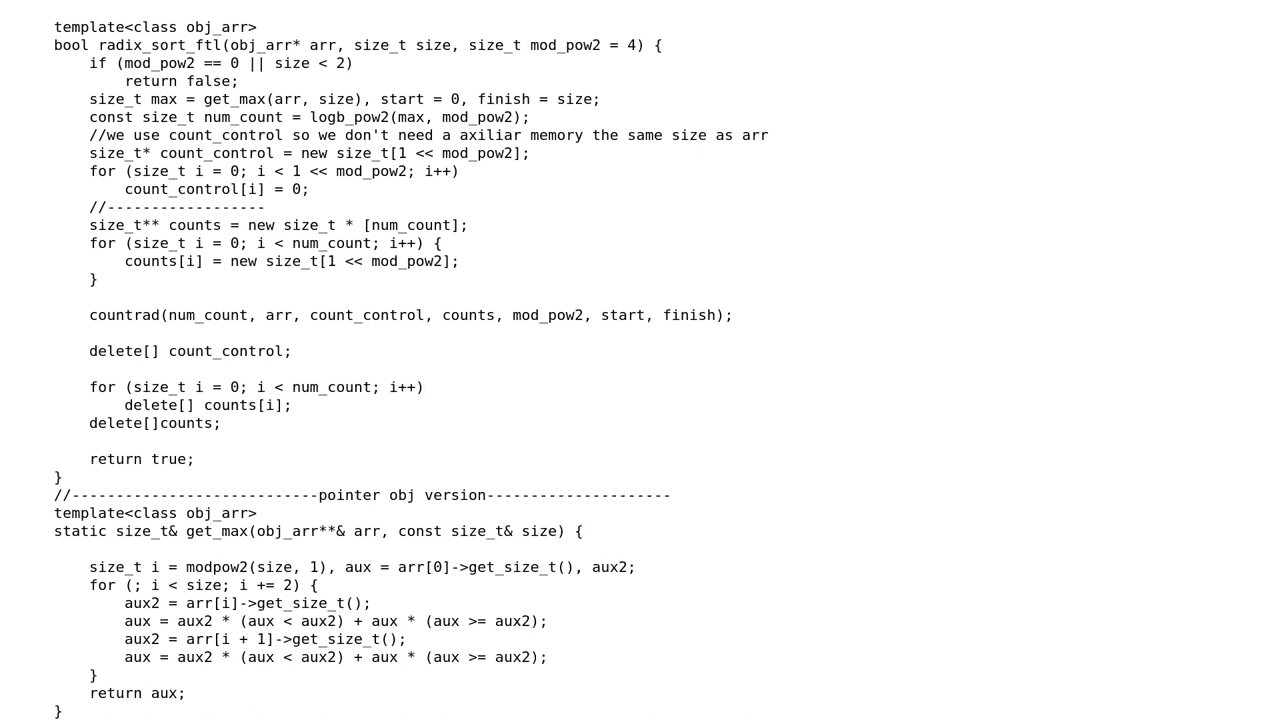 template<class obj_arr>
bool radix_sort_ftl(obj_arr* arr, size_t size, size_t mod_pow2 = 4) {
    if (mod_pow2 == 0 || size < 2)
        return false;
    size_t max = get_max(arr, size), start = 0, finish = size;
    const size_t num_count = logb_pow2(max, mod_pow2);
    //we use count_control so we don't need a axiliar memory the same size as arr
    size_t* count_control = new size_t[1 << mod_pow2];
    for (size_t i = 0; i < 1 << mod_pow2; i++)
        count_control[i] = 0;
    //------------------
    size_t** counts = new size_t * [num_count];
    for (size_t i = 0; i < num_count; i++) {
        counts[i] = new size_t[1 << mod_pow2];
    }
    countrad(num_count, arr, count_control, counts, mod_pow2, start, finish);
    delete[] count_control;
    for (size_t i = 0; i < num_count; i++)
        delete[] counts[i];
    delete[]counts;
    return true;
}
//----------------------------pointer obj version---------------------
template<class obj_arr>
static size_t& get_max(obj_arr**& arr, const size_t& size) {
    size_t i = modpow2(size, 1), aux = arr[0]->get_size_t(), aux2;
    for (; i < size; i += 2) {
        aux2 = arr[i]->get_size_t();
        aux = aux2 * (aux < aux2) + aux * (aux >= aux2);
        aux2 = arr[i + 1]->get_size_t();
        aux = aux2 * (aux < aux2) + aux * (aux >= aux2);
    }
    return aux;
}